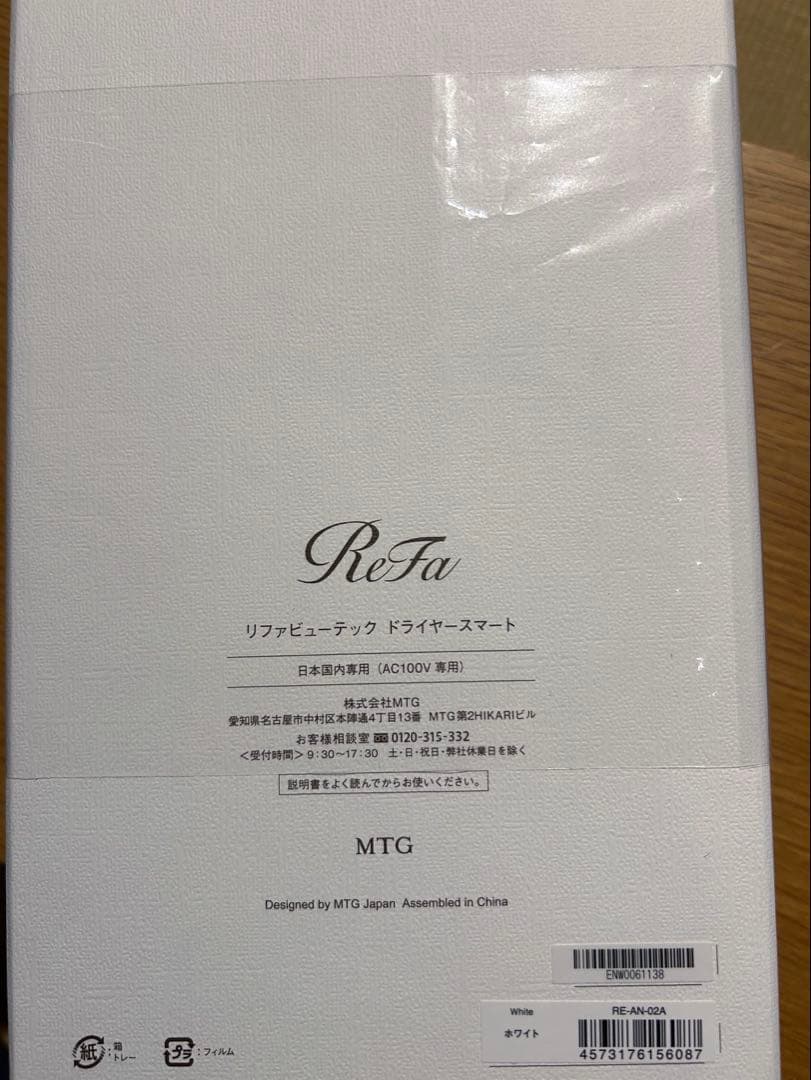 ReFa
リファビューテック ドライヤースマート
日本国内専用（AC100V 専用）
株式会社MTG
愛知県名古屋市中村区本陣通4丁目13番 MTG第2HIKARIビル
お客様相談室 0120-315-332
＜受付時間＞9:30～17:30 土・日・祝日・弊社休業日を除く
説明書をよく読んでからお使いください。
MTG
Designed by MTG Japan Assembled in China
ENW0061138
White RE-AN-02A
ホワイト
4573176156087
紙 : 箱 トレー
プラ : フィルム